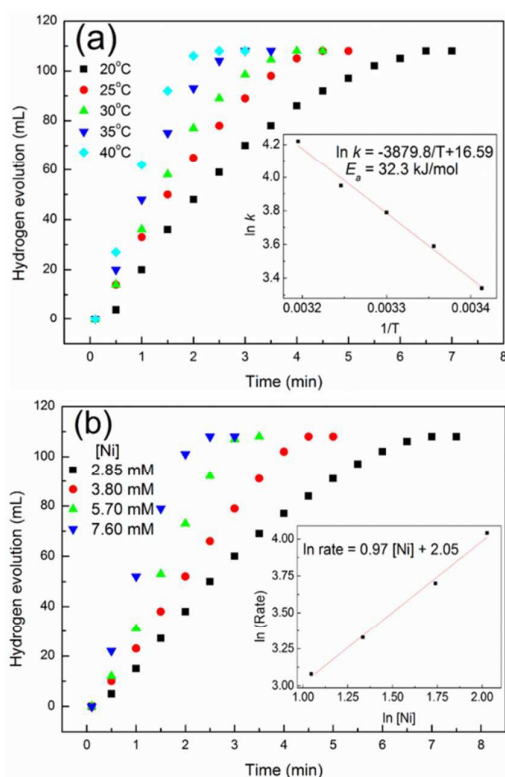 (a)
20°C
25°C
30°C
35°C
40°C
Hydrogen evolution (mL)
120
100
80
60
40
20
0
ln k = -3879.8/T+16.59
Ea = 32.3 kJ/mol
ln k
4.2
3.9
3.6
3.4
0.0032 0.0033 0.0034
1/T
0 1 2 3 4 5 6 7 8
Time (min)
(b)
[Ni]
2.85 mM
3.80 mM
5.70 mM
7.60 mM
Hydrogen evolution (mL)
120
100
80
60
40
20
0
ln rate = 0.97 [Ni] + 2.05
ln (Rate)
4.00
3.75
3.50
3.25
3.00
1.00 1.25 1.50 1.75 2.00
ln [Ni]
0 1 2 3 4 5 6 7 8
Time (min)